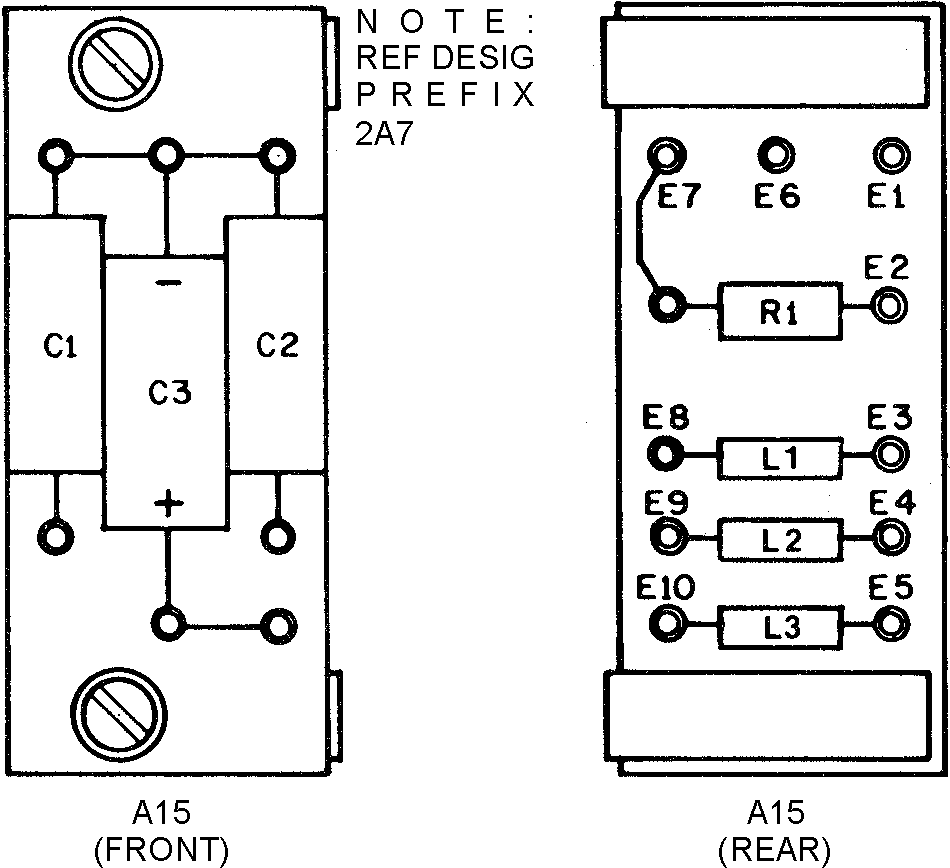 NOTE:
REF DESIG
PREFIX
2A7
C1
C3
C2
−
+
E7 E6 E1
E2
R1
E8 E3
L1
E9 E4
L2
E10 E5
L3
A15
(FRONT)
A15
(REAR)